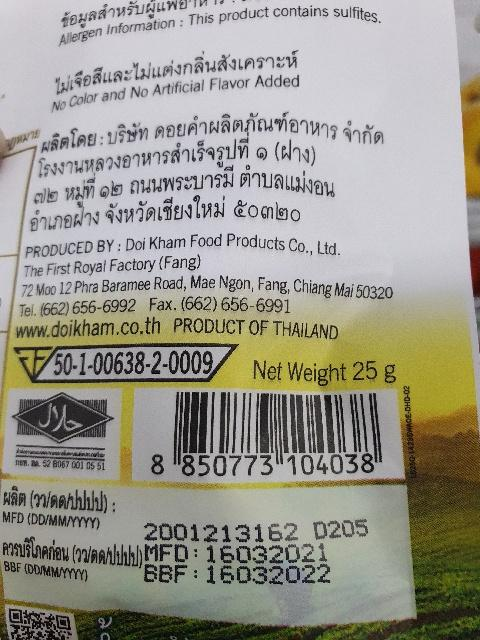 ข้อมูลสำหรับผู้แพ้อาหาร :
Allergen Information : This product contains sulfites.
ไม่เจือสีและไม่แต่งกลิ่นสังเคราะห์
No Color and No Artificial Flavor Added
ผลิตโดย : บริษัท ดอยคำผลิตภัณฑ์อาหาร จำกัด
โรงงานหลวงอาหารสำเร็จรูปที่ ๑ (ฝาง)
๗๒ หมู่ที่ ๑๒ ถนนพระบารมี ตำบลแม่งอน
อำเภอฝาง จังหวัดเชียงใหม่ ๕๐๓๒๐
PRODUCED BY : Doi Kham Food Products Co., Ltd.
The First Royal Factory (Fang)
72 Moo 12 Phra Baramee Road, Mae Ngon, Fang, Chiang Mai 50320
Tel. (662) 656-6992 Fax. (662) 656-6991
www.doikham.co.th PRODUCT OF THAILAND
50-1-00638-2-0009
Net Weight 25 g
حلال
กอท. ฮล. 52 B067 001 05 51
8 850773 104038
ผลิต (วว/ดด/ปปปป) :
MFD (DD/MM/YYYY)
2001213162 D205
ควรบริโภคก่อน (วว/ดด/ปปปป)
MFD:16032021
BBF (DD/MM/YYYY)
BBF:16032022